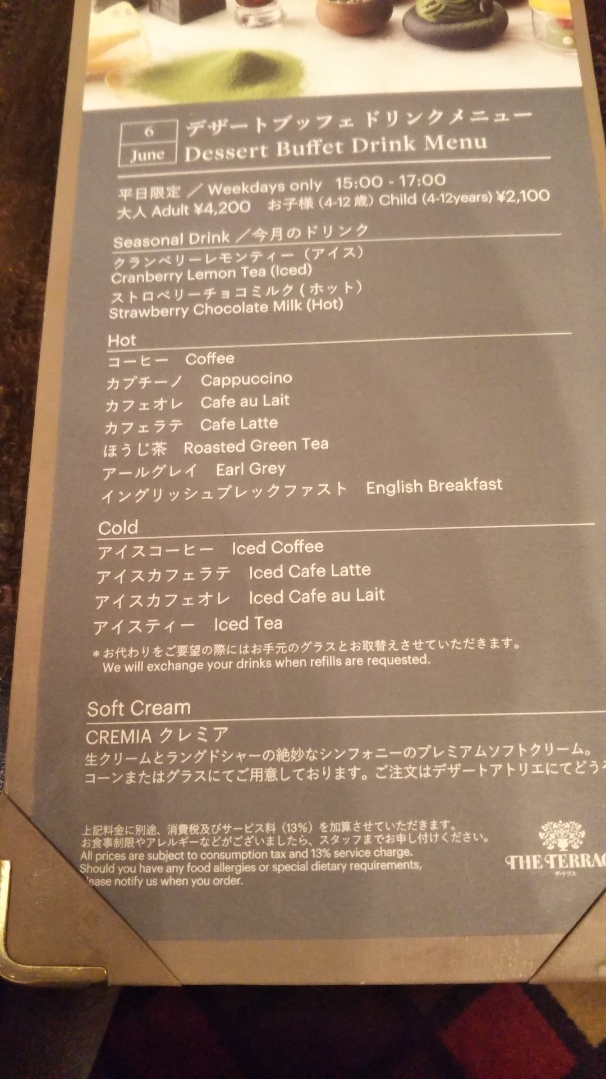 6
June
デザートブッフェ ドリンクメニュー
Dessert Buffet Drink Menu
平日限定 ／ Weekdays only 15:00 - 17:00
大人 Adult ¥4,200 お子様 (4-12 歳) Child (4-12years) ¥2,100
Seasonal Drink ／今月のドリンク
クランベリーレモンティー（アイス）
Cranberry Lemon Tea (Iced)
ストロベリーチョコミルク ( ホット）
Strawberry Chocolate Milk (Hot)
Hot
コーヒー Coffee
カプチーノ Cappuccino
カフェオレ Cafe au Lait
カフェラテ Cafe Latte
ほうじ茶 Roasted Green Tea
アールグレイ Earl Grey
イングリッシュブレックファスト English Breakfast
Cold
アイスコーヒー Iced Coffee
アイスカフェラテ Iced Cafe Latte
アイスカフェオレ Iced Cafe au Lait
アイスティー Iced Tea
＊お代わりをご要望の際にはお手元のグラスとお取替えさせていただきます。
We will exchange your drinks when refills are requested.
Soft Cream
CREMIA クレミア
生クリームとラングドシャーの絶妙なシンフォニーのプレミアムソフトクリーム。
コーンまたはグラスにてご用意しております。ご注文はデザートアトリエにてどう
上記料金に別途、消費税及びサービス料（13%）を加算させていただきます。
お食事制限やアレルギーなどがございましたら、スタッフまでお申し付けください。
All prices are subject to consumption tax and 13% service charge.
Should you have any food allergies or special dietary requirements,
please notify us when you order.
THE TERRAC
ザ・テラス